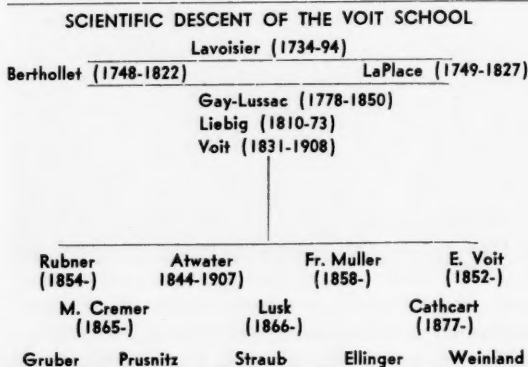 SCIENTIFIC DESCENT OF THE VOIT SCHOOL
Lavoisier (1734-94)
Berthollet (1748-1822) LaPlace (1749-1827)
Gay-Lussac (1778-1850)
Liebig (1810-73)
Voit (1831-1908)
Rubner Atwater Fr. Muller E. Voit
(1854-) 1844-1907) (1858-) (1852-)
M. Cremer Lusk Cathcart
(1865-) (1866-) (1877-)
Gruber Prusnitz Straub Ellinger Weinland